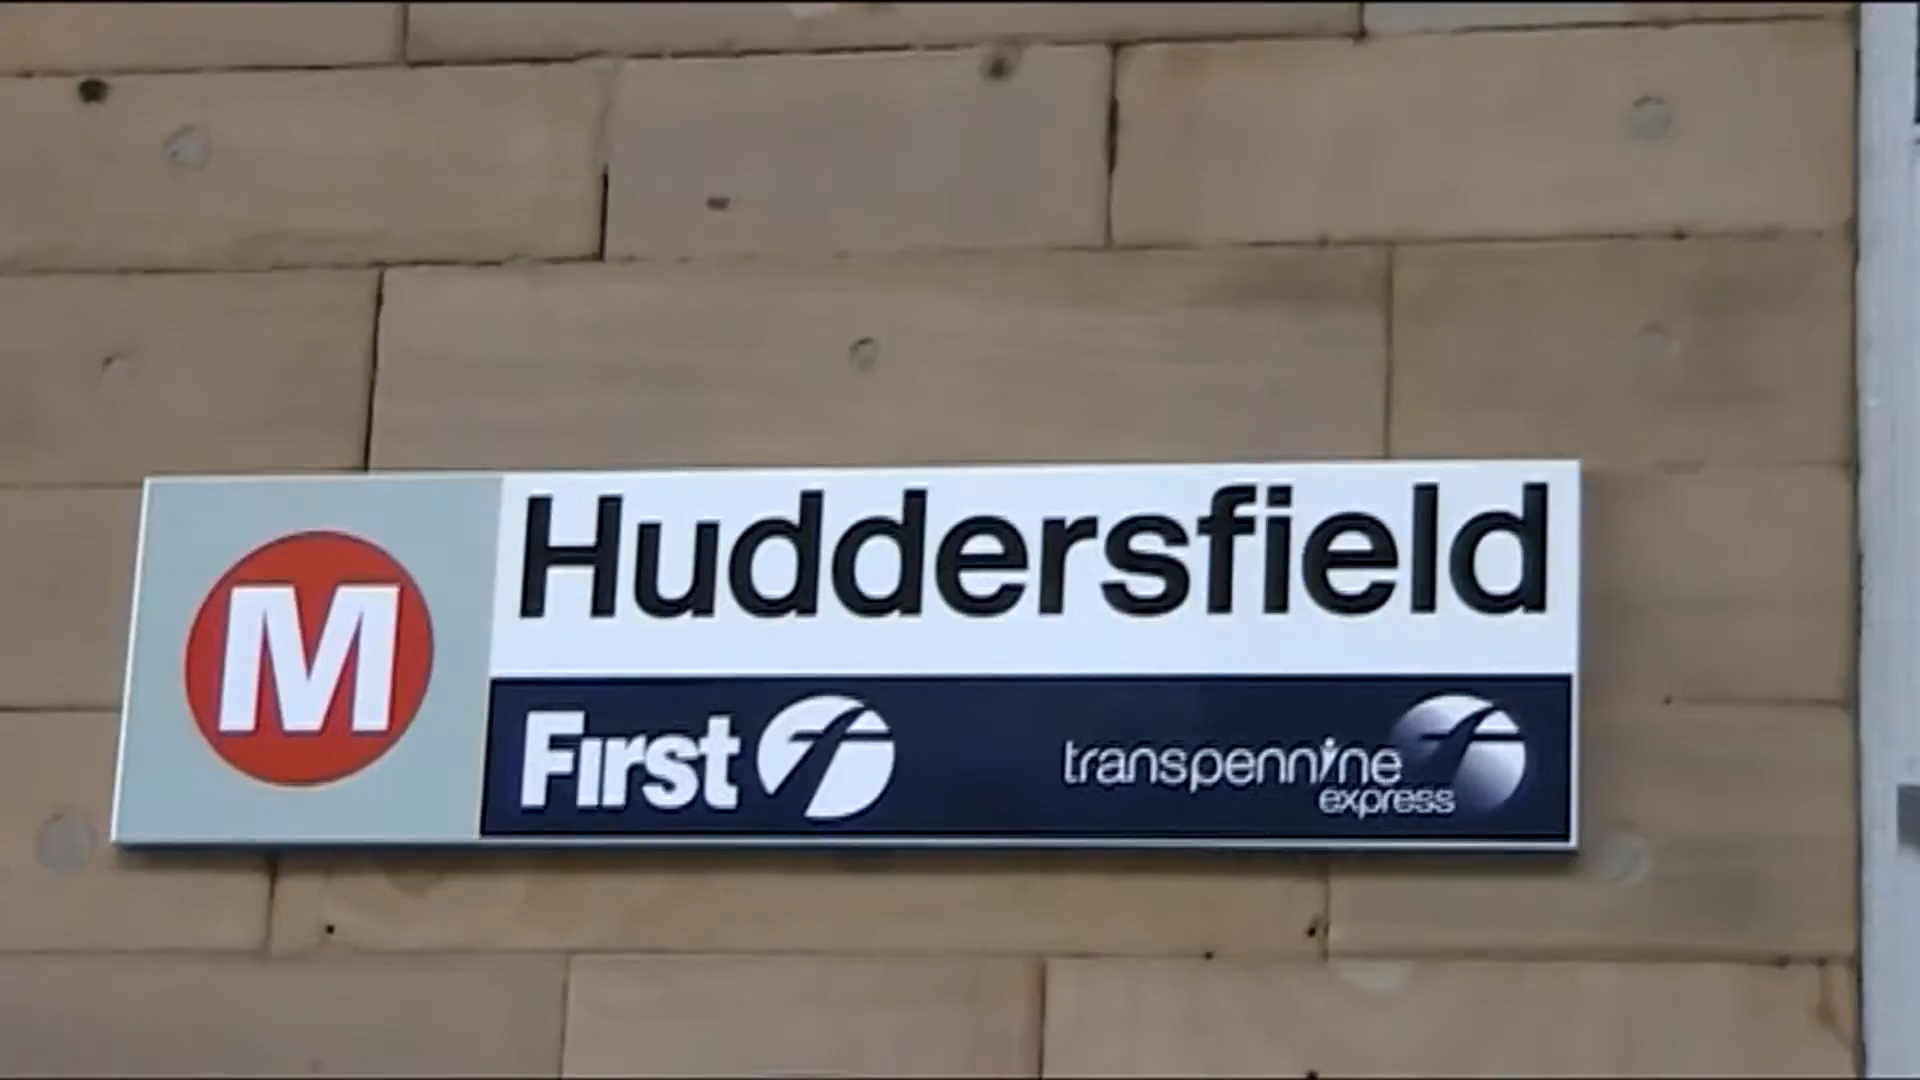 M
Huddersfield
First
transpennine
express